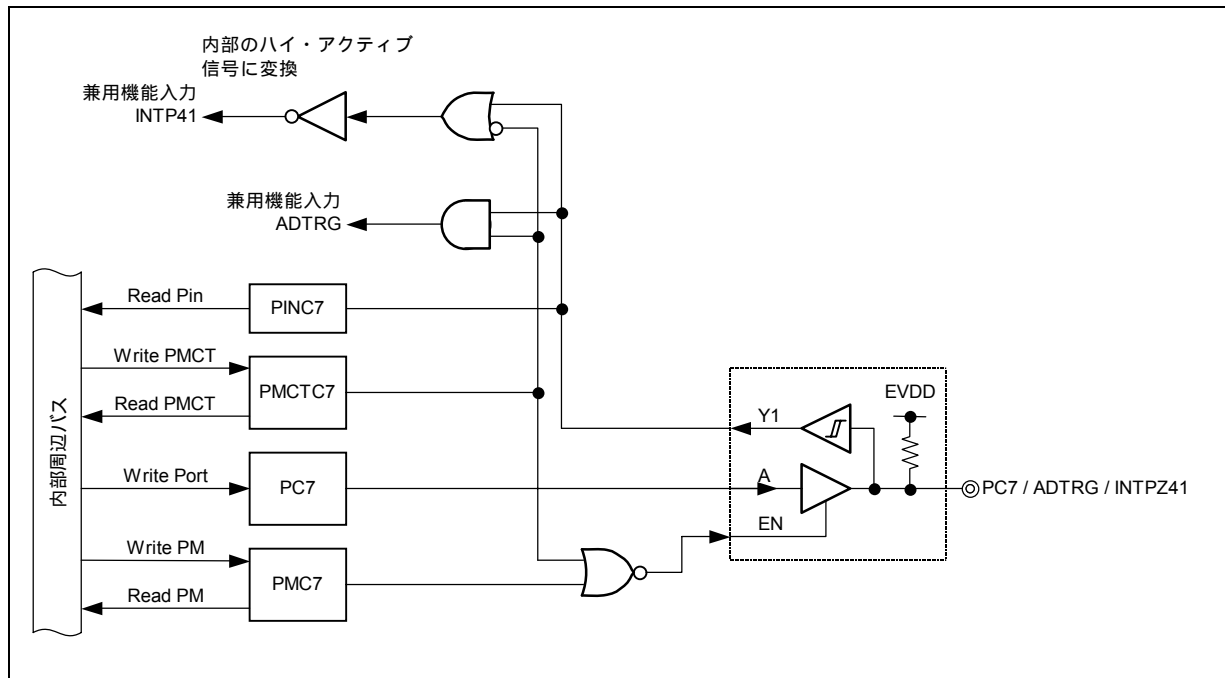 内部のハイ・アクティブ
信号に変換
兼用機能入力
INTP41
兼用機能入力
ADTRG
内部周辺バス
Read Pin
PINC7
Write PMCT
PMCTC7
Read PMCT
Write Port
PC7
Write PM
PMC7
Read PM
EVDD
Y1
A
EN
PC7 / ADTRG / INTPZ41